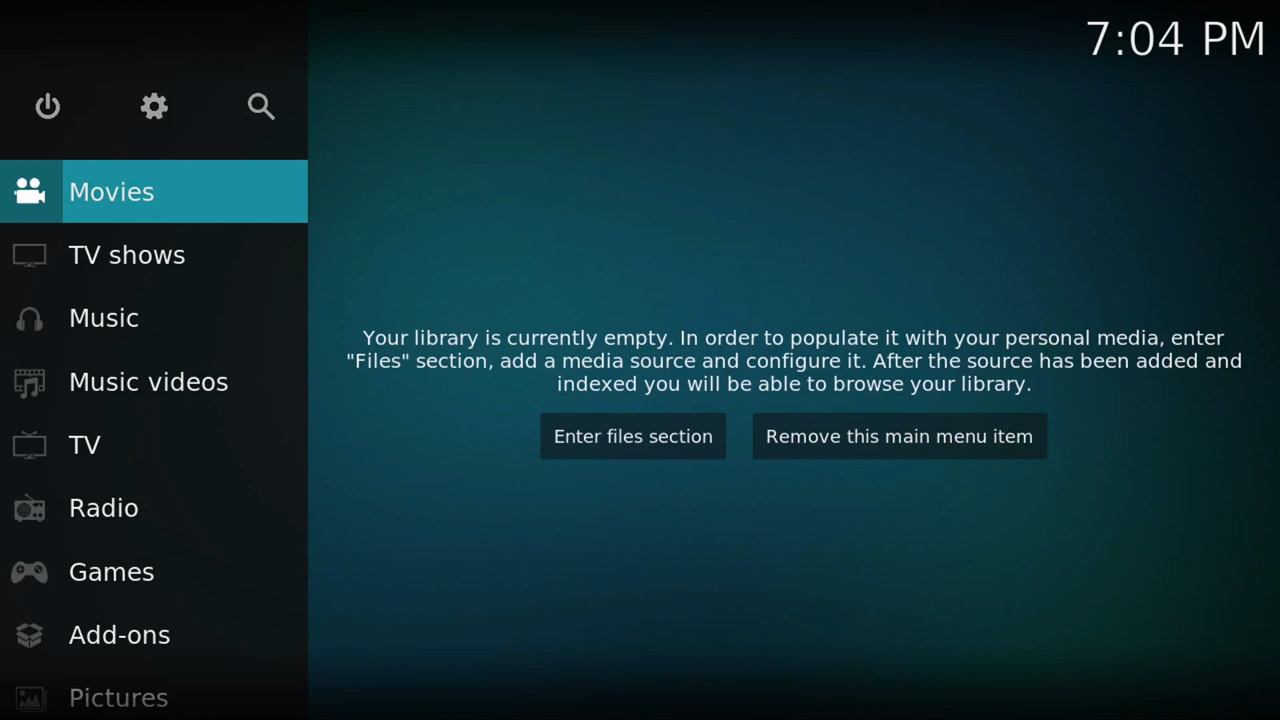 7:04 PM
Movies
TV shows
Music
Music videos
TV
Radio
Games
Add-ons
Pictures
Your library is currently empty. In order to populate it with your personal media, enter
"Files" section, add a media source and configure it. After the source has been added and
indexed you will be able to browse your library.
Enter files section
Remove this main menu item